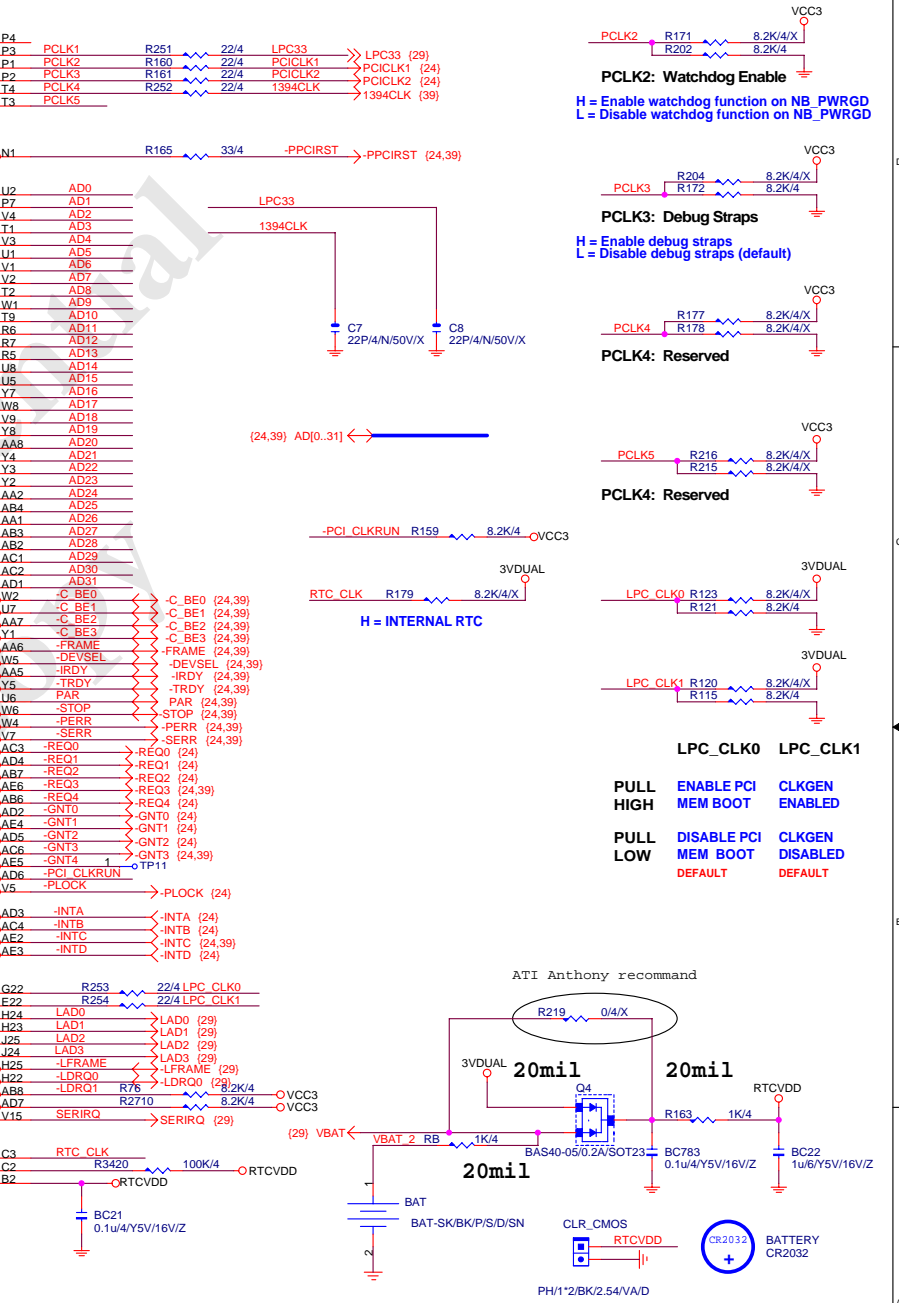 P4
P3 PCLK1 R251 22/4 LPC33 LPC33 {29}
P1 PCLK2 R160 22/4 PCICLK1 PCICLK1 {24}
P2 PCLK3 R161 22/4 PCICLK2 PCICLK2 {24}
T4 PCLK4 R252 22/4 1394CLK 1394CLK {39}
T3 PCLK5
N1 R165 33/4 -PPCIRST -PPCIRST {24,39}
U2 AD0
P7 AD1
V4 AD2
T1 AD3
V3 AD4
U1 AD5
V1 AD6
V2 AD7
T2 AD8
W1 AD9
T9 AD10
R6 AD11
R7 AD12
R5 AD13
U8 AD14
U5 AD15
Y7 AD16
W8 AD17
V9 AD18
Y8 AD19
AA8 AD20
Y4 AD21
Y3 AD22
Y2 AD23
AA2 AD24
AB4 AD25
AA1 AD26
AB3 AD27
AB2 AD28
AC1 AD29
AC2 AD30
AD1 AD31
W2 -C_BE0 -C_BE0 {24,39}
U7 -C_BE1 -C_BE1 {24,39}
AA7 -C_BE2 -C_BE2 {24,39}
Y1 -C_BE3 -C_BE3 {24,39}
AA6 -FRAME -FRAME {24,39}
W5 -DEVSEL -DEVSEL {24,39}
AA5 -IRDY -IRDY {24,39}
Y5 -TRDY -TRDY {24,39}
U6 PAR PAR {24,39}
W6 -STOP -STOP {24,39}
W4 -PERR -PERR {24,39}
V7 -SERR -SERR {24,39}
AC3 -REQ0 -REQ0 {24}
AD4 -REQ1 -REQ1 {24}
AB7 -REQ2 -REQ2 {24}
AE6 -REQ3 -REQ3 {24,39}
AB6 -REQ4 -REQ4 {24}
AD2 -GNT0 -GNT0 {24}
AE4 -GNT1 -GNT1 {24}
AD5 -GNT2 -GNT2 {24}
AC6 -GNT3 -GNT3 {24,39}
AE5 -GNT4 1 TP11
AD6 -PCI_CLKRUN
V5 -PLOCK -PLOCK {24}
AD3 -INTA -INTA {24}
AC4 -INTB -INTB {24}
AE2 -INTC -INTC {24,39}
AE3 -INTD -INTD {24}
G22 R253 22/4 LPC_CLK0
E22 R254 22/4 LPC_CLK1
H24 LAD0 LAD0 {29}
H23 LAD1 LAD1 {29}
J25 LAD2 LAD2 {29}
J24 LAD3 LAD3 {29}
H25 -LFRAME -LFRAME {29}
H22 -LDRQ0 -LDRQ0 {29}
AB8 -LDRQ1 R76 8.2K/4 VCC3
AD7 R2710 8.2K/4 VCC3
V15 SERIRQ SERIRQ {29}
C3 RTC_CLK
C2 R3420 100K/4 RTCVDD
B2 RTCVDD
BC21
0.1u/4/Y5V/16V/Z
LPC33
1394CLK
C7
22P/4/N/50V/X
C8
22P/4/N/50V/X
{24,39} AD[0..31]
-PCI_CLKRUN R159 8.2K/4 VCC3
3VDUAL
RTC_CLK R179 8.2K/4/X
H = INTERNAL RTC
VCC3
PCLK2 R171 8.2K/4/X
R202 8.2K/4
PCLK2: Watchdog Enable
H = Enable watchdog function on NB_PWRGD
L = Disable watchdog function on NB_PWRGD
VCC3
R204 8.2K/4/X
PCLK3 R172 8.2K/4
PCLK3: Debug Straps
H = Enable debug straps
L = Disable debug straps (default)
VCC3
R177 8.2K/4/X
PCLK4 R178 8.2K/4/X
PCLK4: Reserved
VCC3
PCLK5 R216 8.2K/4/X
R215 8.2K/4/X
PCLK4: Reserved
3VDUAL
LPC_CLK0 R123 8.2K/4/X
R121 8.2K/4
3VDUAL
LPC_CLK1 R120 8.2K/4/X
R115 8.2K/4
LPC_CLK0 LPC_CLK1
PULL ENABLE PCI CLKGEN
HIGH MEM BOOT ENABLED
PULL DISABLE PCI CLKGEN
LOW MEM BOOT DISABLED
DEFAULT DEFAULT
ATI Anthony recommand
R219 0/4/X
3VDUAL
20mil 20mil
Q4
RTCVDD
R163 1K/4
{29} VBAT
VBAT_2 RB 1K/4
BAS40-05/0.2A/SOT23
BC783
0.1u/4/Y5V/16V/Z
BC22
1u/6/Y5V/16V/Z
20mil
1
BAT
BAT-SK/BK/P/S/D/SN
2
CLR_CMOS
RTCVDD
PH/1*2/BK/2.54/VA/D
CR2032
+
BATTERY
CR2032
D
C
B